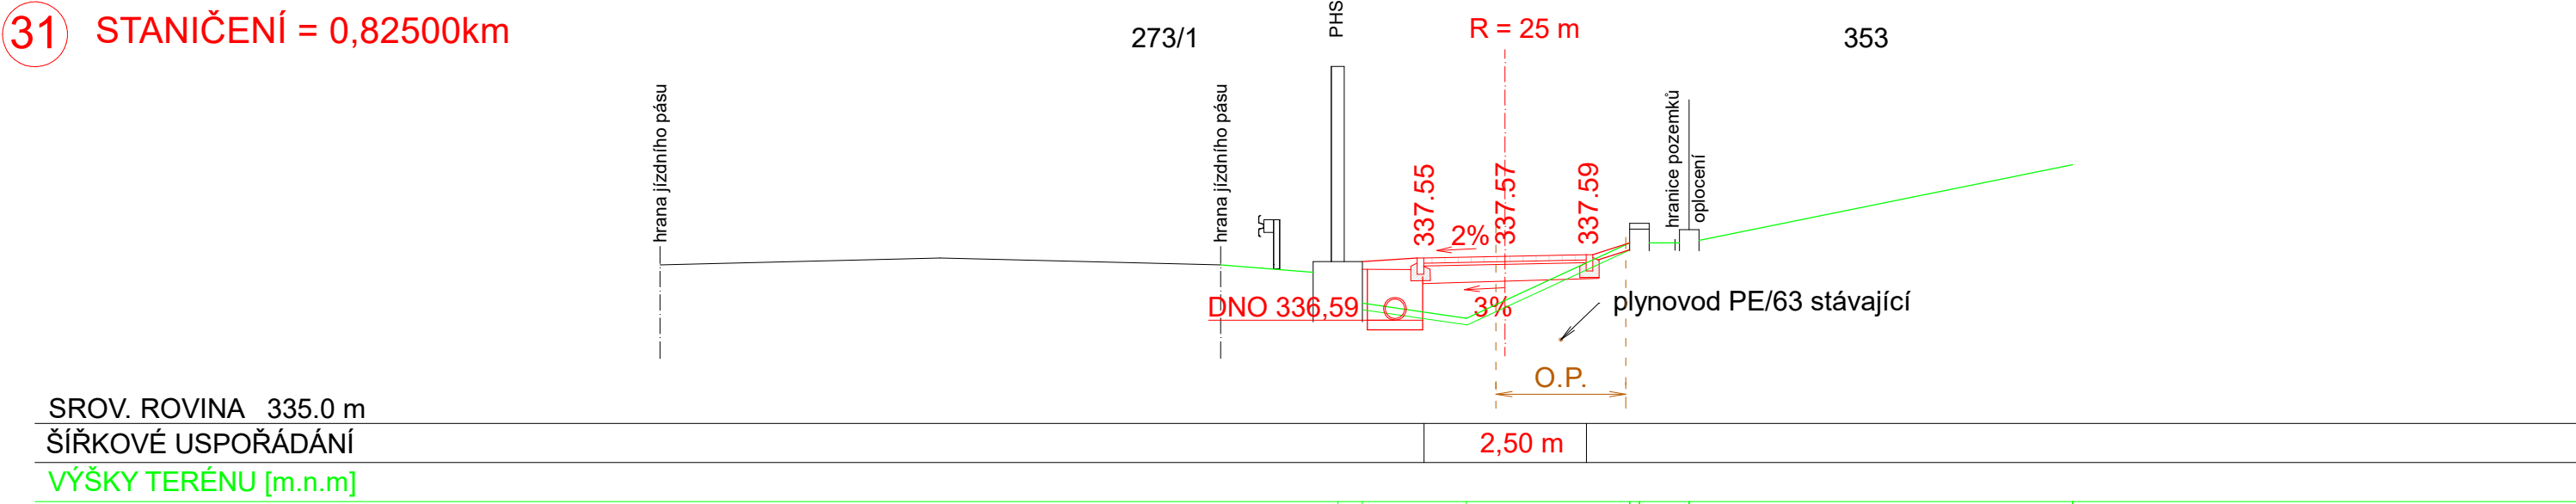 31 STANIČENÍ = 0,82500km
273/1
PHS
R = 25 m
353
hrana jízdního pásu
hrana jízdního pásu
hranice pozemků
oplocení
337.55
337.57
337.59
2%
DNO 336,59
3%
plynovod PE/63 stávající
O.P.
SROV. ROVINA 335.0 m
ŠÍŘKOVÉ USPOŘÁDÁNÍ
2,50 m
VÝŠKY TERÉNU [m.n.m]